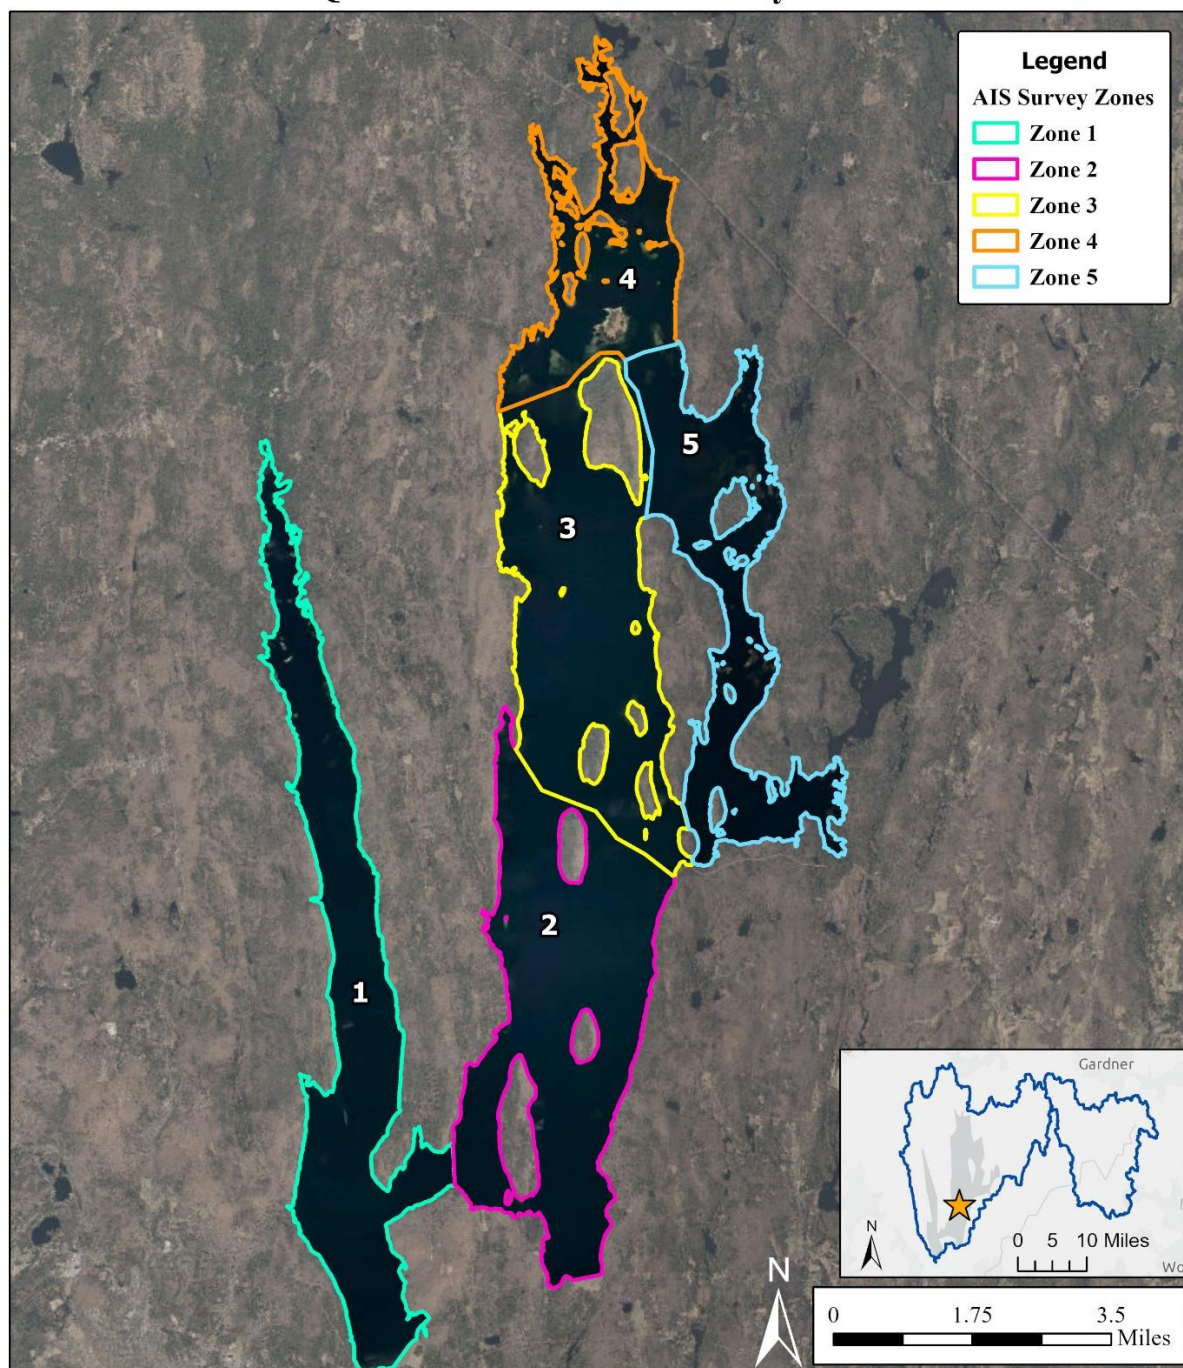 Legend
AIS Survey Zones
Zone 1
Zone 2
Zone 3
Zone 4
Zone 5
4
5
3
2
1
Gardner
N
0 5 10 Miles
N
0 1.75 3.5
Miles